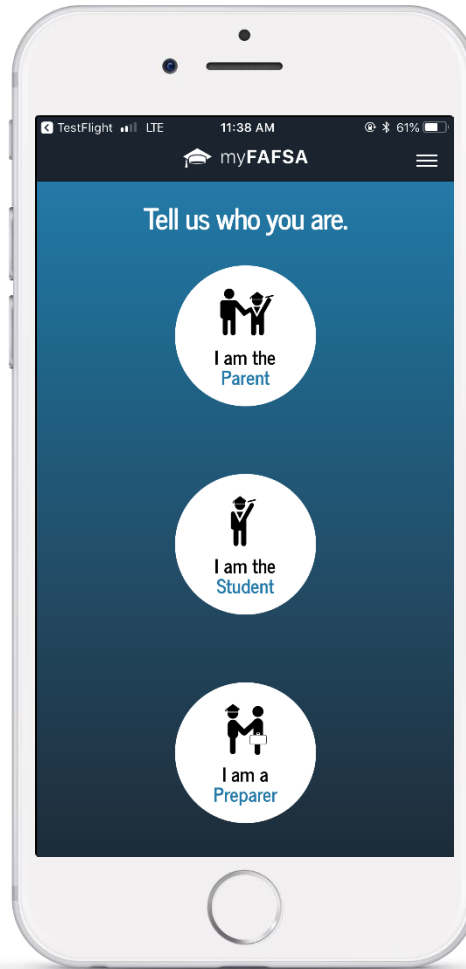 TestFlight LTE 11:38 AM 61%
myFAFSA
Tell us who you are.
I am the
Parent
I am the
Student
I am a
Preparer